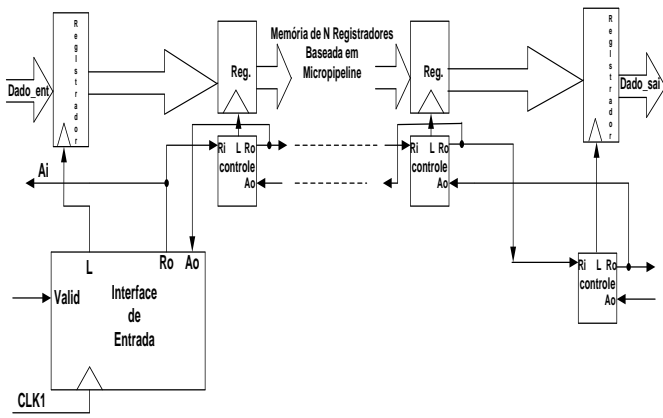 Registrador
Dado_ent
Reg.
Memória de N Registradores
Baseada em
Micropipeline
Reg.
Registrador
Dado_sai
Ri L Ro
controle
Ao
Ri L Ro
controle
Ao
Ai
L Ro Ao
Valid
Interface
de
Entrada
CLK1
Ri L Ro
controle
Ao